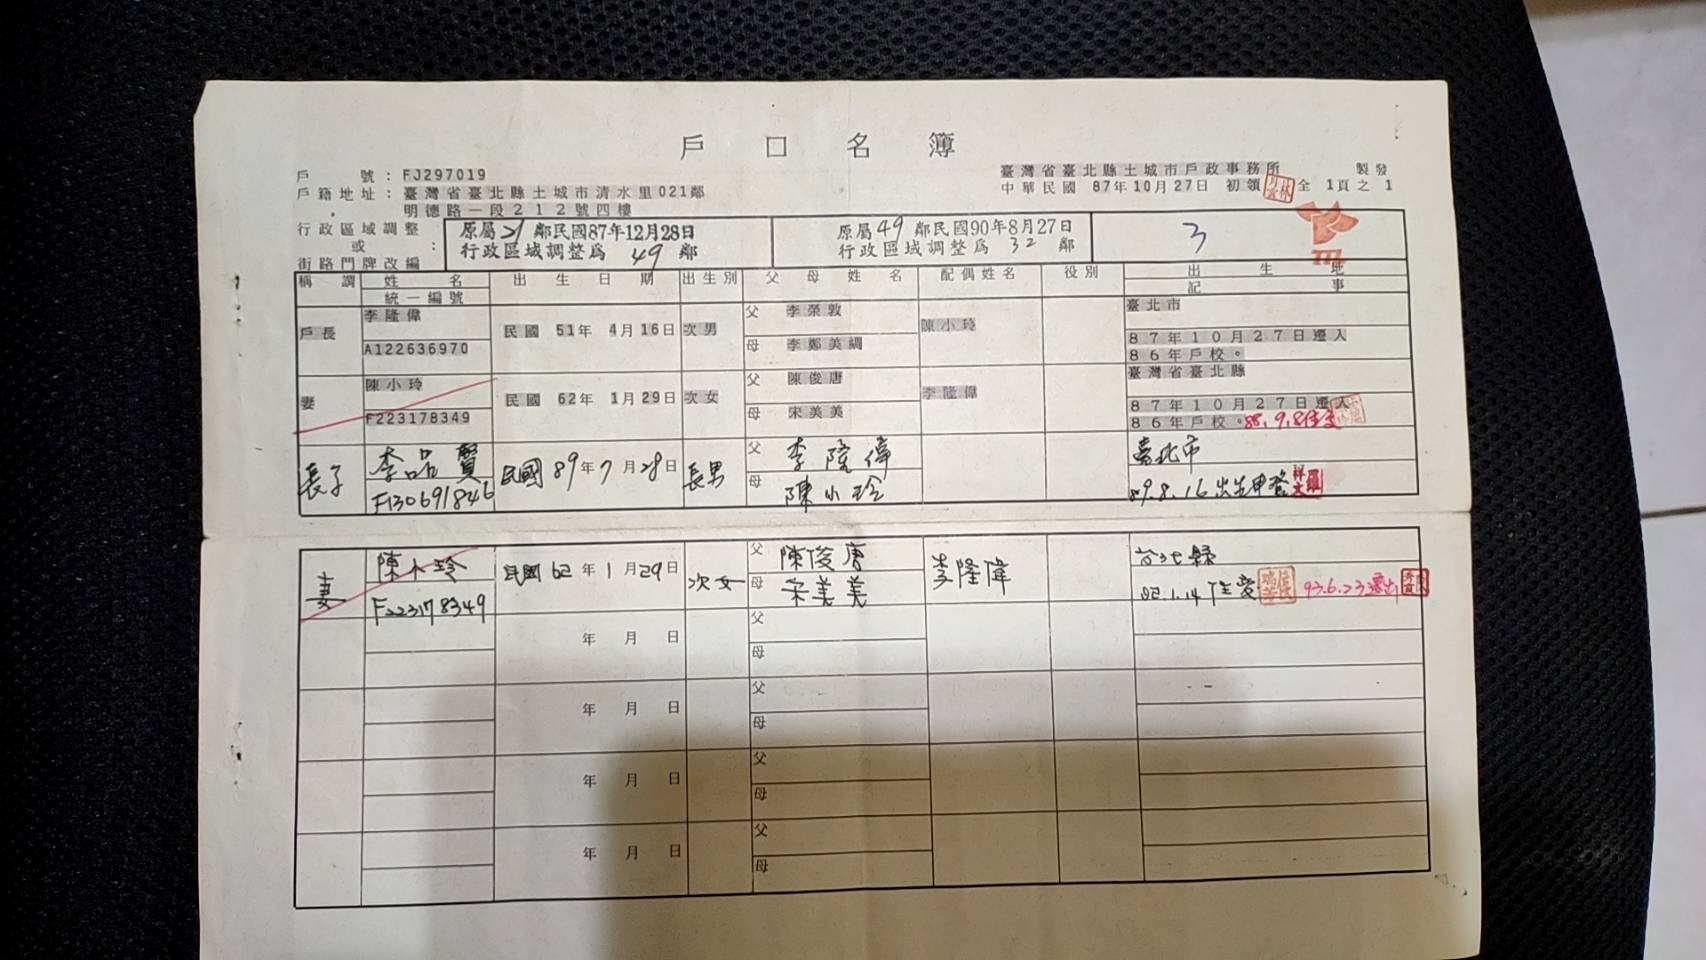 戶口名簿
戶號：FJ297019
臺灣省臺北縣土城市戶政事務所 製發
戶籍地址：臺灣省臺北縣土城市清水里021鄰
中華民國 87年10月27日 初領 全 1頁之 1
明德路一段212號四樓
行政區域調整
或：
街路門牌改編
原屬21鄰民國87年12月28日
行政區域調整為 49 鄰
原屬49鄰民國90年8月27日
行政區域調整為 32 鄰
3
稱謂 姓名 出生日期 出生別 父母姓名 配偶姓名 役別 出生地
統一編號 記事
戶長 李隆偉 民國 51年 4月16日 次男 父 李榮敦 陳小玲 臺北市
A122636970 母 李鄭美綢 87年10月27日遷入
86年戶校。
妻 陳小玲 民國 62年 1月29日 次女 父 陳俊唐 李隆偉 臺灣省臺北縣
F223178349 母 宋美美 87年10月27日遷入
86年戶校。88.9.8住變
長子 李品賢 民國 89年7月28日 長男 父 李隆偉 臺北市
F130691846 母 陳小玲 89.8.16出生申登
妻 陳小玲 民國 62年1月29日 次女 父 陳俊唐 李隆偉 台北縣
F223178349 母 宋美美 住變 93.6.23遷出
年 月 日 父
母
年 月 日 父
母
年 月 日 父
母
年 月 日 父
母